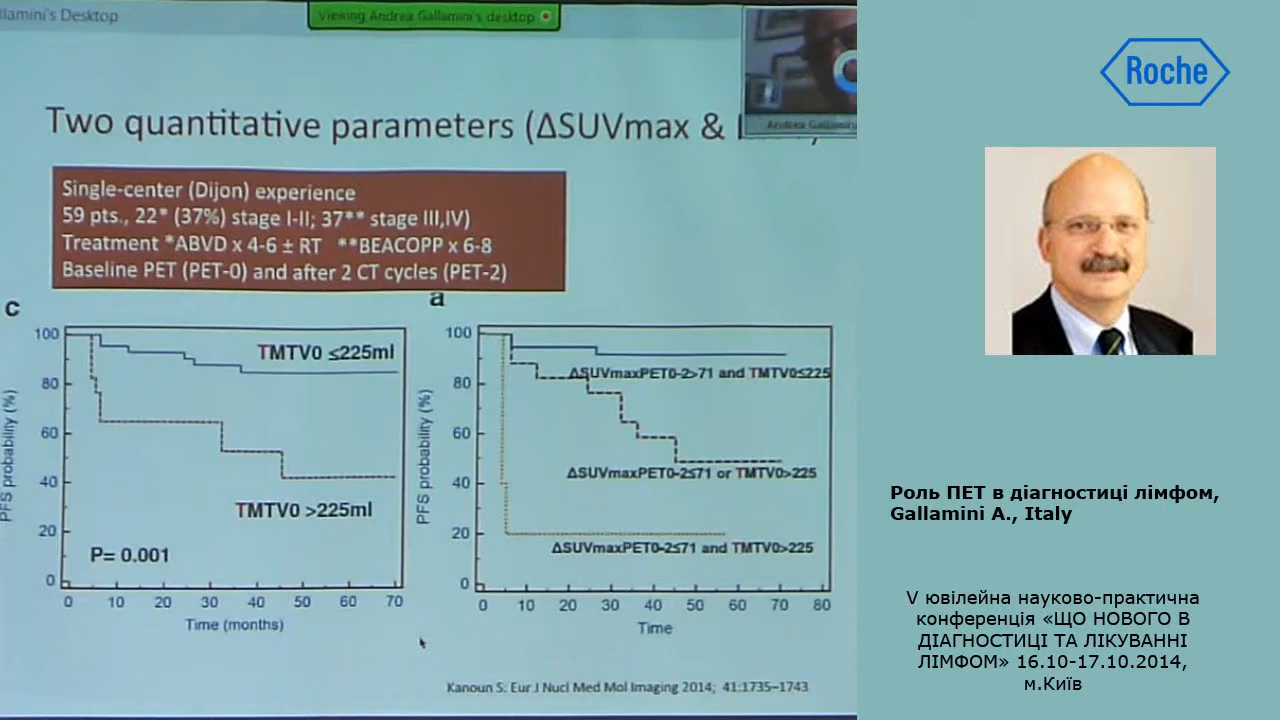 llamini's Desktop
Viewing Andrea Gallamini's desktop
Andrea Gallamini
Two quantitative parameters (ΔSUVmax &
Single-center (Dijon) experience
59 pts., 22* (37%) stage I-II; 37** stage III,IV)
Treatment *ABVD x 4-6 ± RT **BEACOPP x 6-8
Baseline PET (PET-0) and after 2 CT cycles (PET-2)
c
PFS probability (%)
100
80
60
40
20
0
TMTV0 ≤225ml
TMTV0 >225ml
P= 0.001
0 10 20 30 40 50 60 70
Time (months)
a
PFS probability (%)
100
80
60
40
20
0
ΔSUVmaxPET0-2>71 and TMTV0≤225
ΔSUVmaxPET0-2≤71 or TMTV0>225
ΔSUVmaxPET0-2≤71 and TMTV0>225
0 10 20 30 40 50 60 70 80
Time
Kanoun S: Eur J Nucl Med Mol Imaging 2014; 41:1735–1743
Roche
Роль ПЕТ в діагностиці лімфом,
Gallamini A., Italy
V ювілейна науково-практична
конференція «ЩО НОВОГО В
ДІАГНОСТИЦІ ТА ЛІКУВАННІ
ЛІМФОМ» 16.10-17.10.2014,
м.Київ